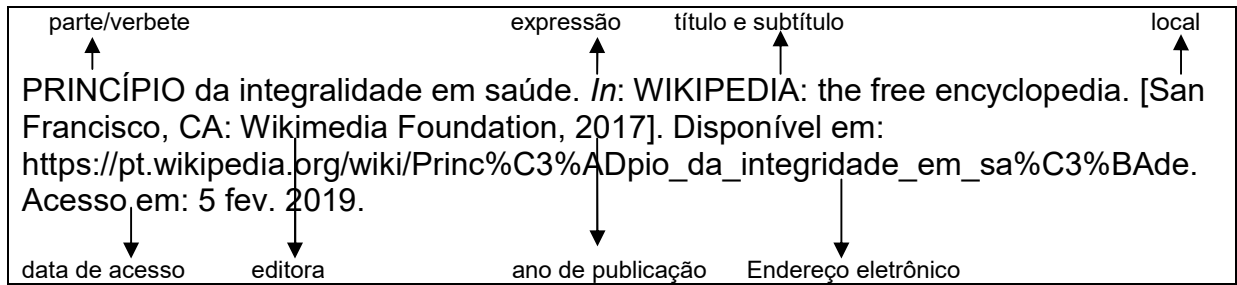 parte/verbete expressão título e subtítulo local
PRINCÍPIO da integralidade em saúde. In: WIKIPEDIA: the free encyclopedia. [San
Francisco, CA: Wikimedia Foundation, 2017]. Disponível em:
https://pt.wikipedia.org/wiki/Princ%C3%ADpio_da_integridade_em_sa%C3%BAde.
Acesso em: 5 fev. 2019.
data de acesso editora ano de publicação Endereço eletrônico